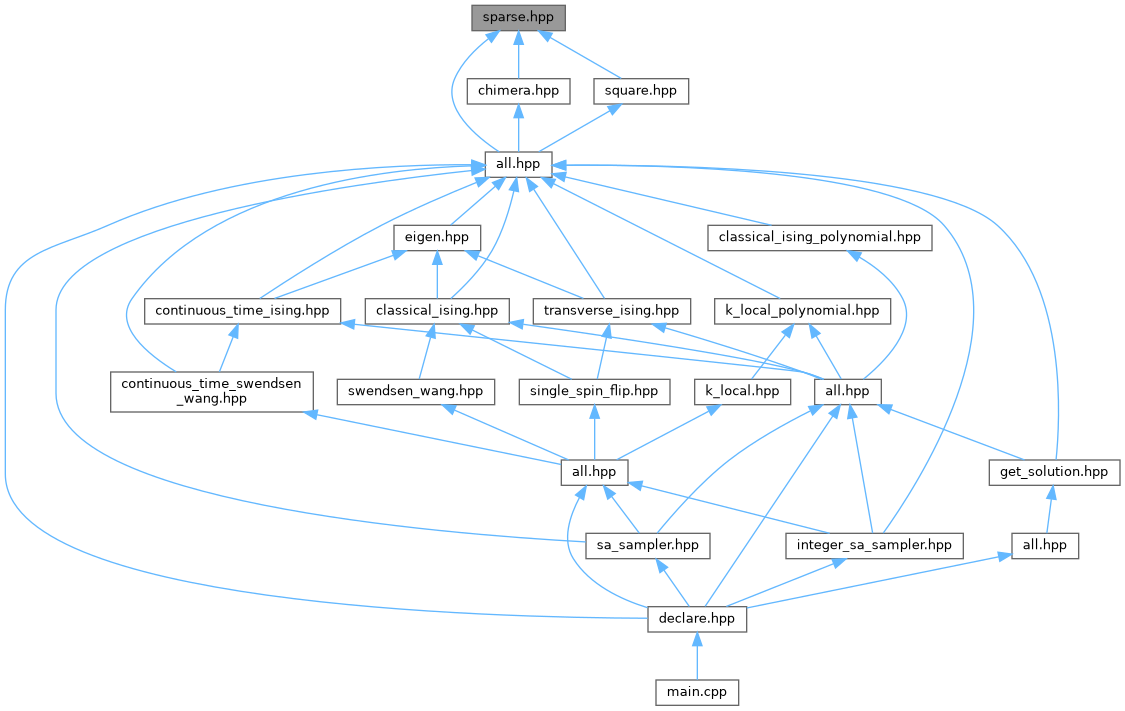 sparse.hpp
chimera.hpp
square.hpp
all.hpp
eigen.hpp
classical_ising_polynomial.hpp
continuous_time_ising.hpp
classical_ising.hpp
transverse_ising.hpp
k_local_polynomial.hpp
continuous_time_swendsen
_wang.hpp
swendsen_wang.hpp
single_spin_flip.hpp
k_local.hpp
all.hpp
all.hpp
get_solution.hpp
sa_sampler.hpp
integer_sa_sampler.hpp
all.hpp
declare.hpp
main.cpp